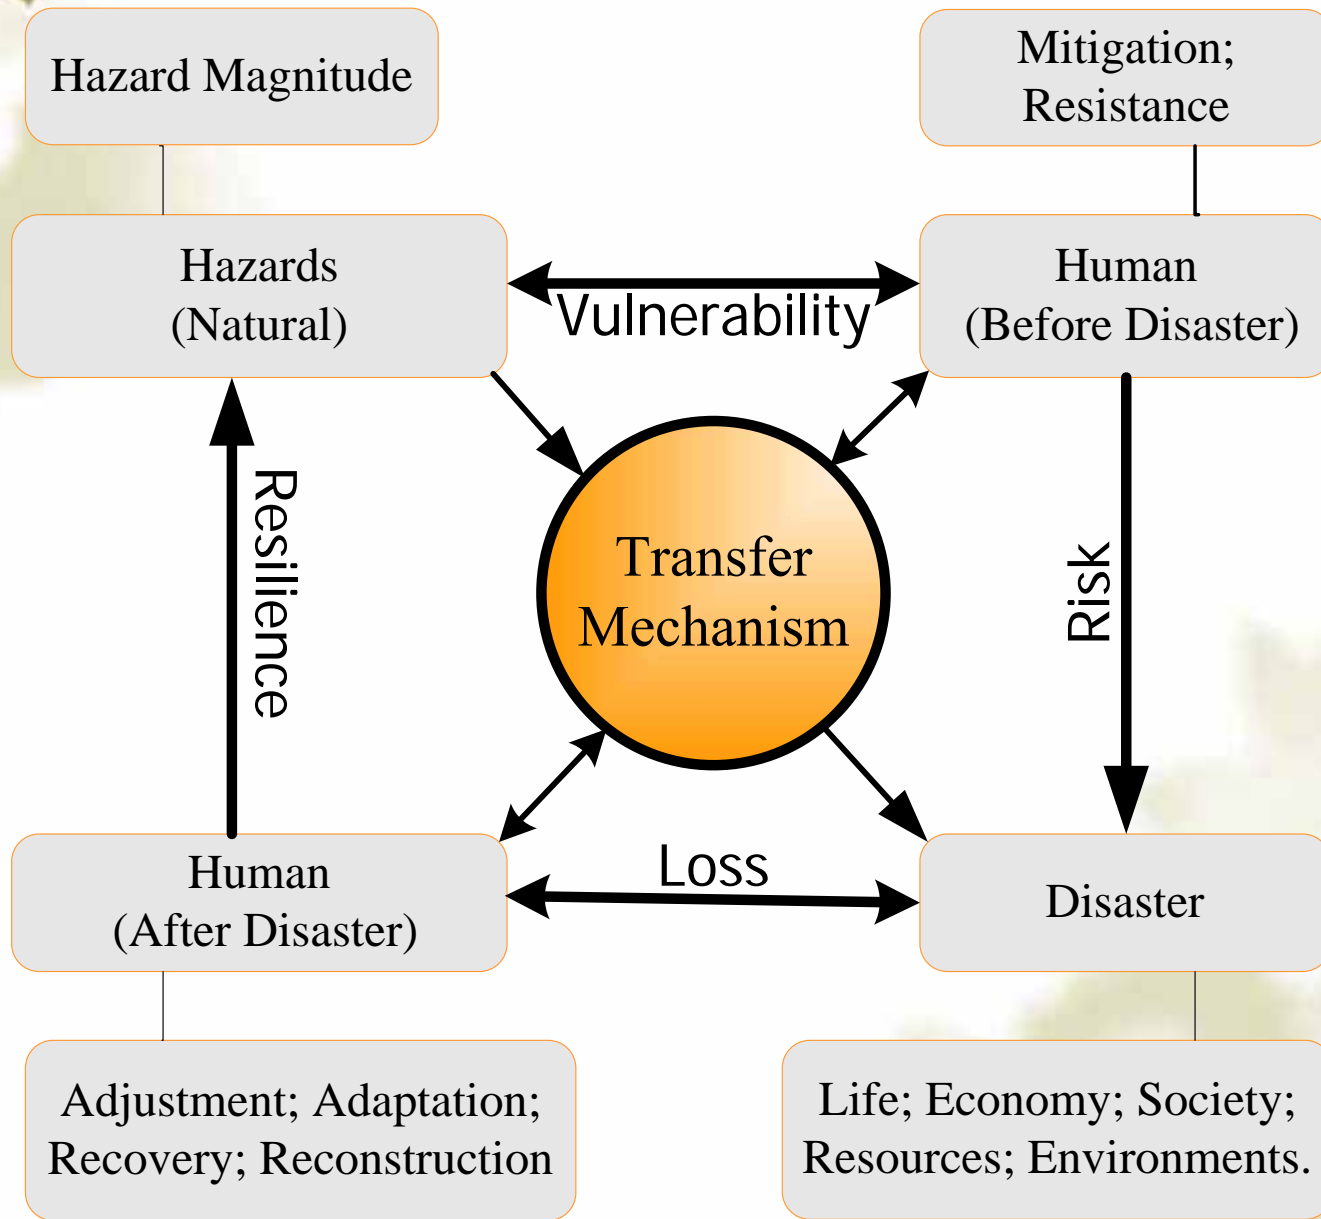 Hazard Magnitude
Mitigation;
Resistance
Hazards
(Natural)
Vulnerability
Human
(Before Disaster)
Resilience
Transfer
Mechanism
Risk
Human
(After Disaster)
Loss
Disaster
Adjustment; Adaptation;
Recovery; Reconstruction
Life; Economy; Society;
Resources; Environments.